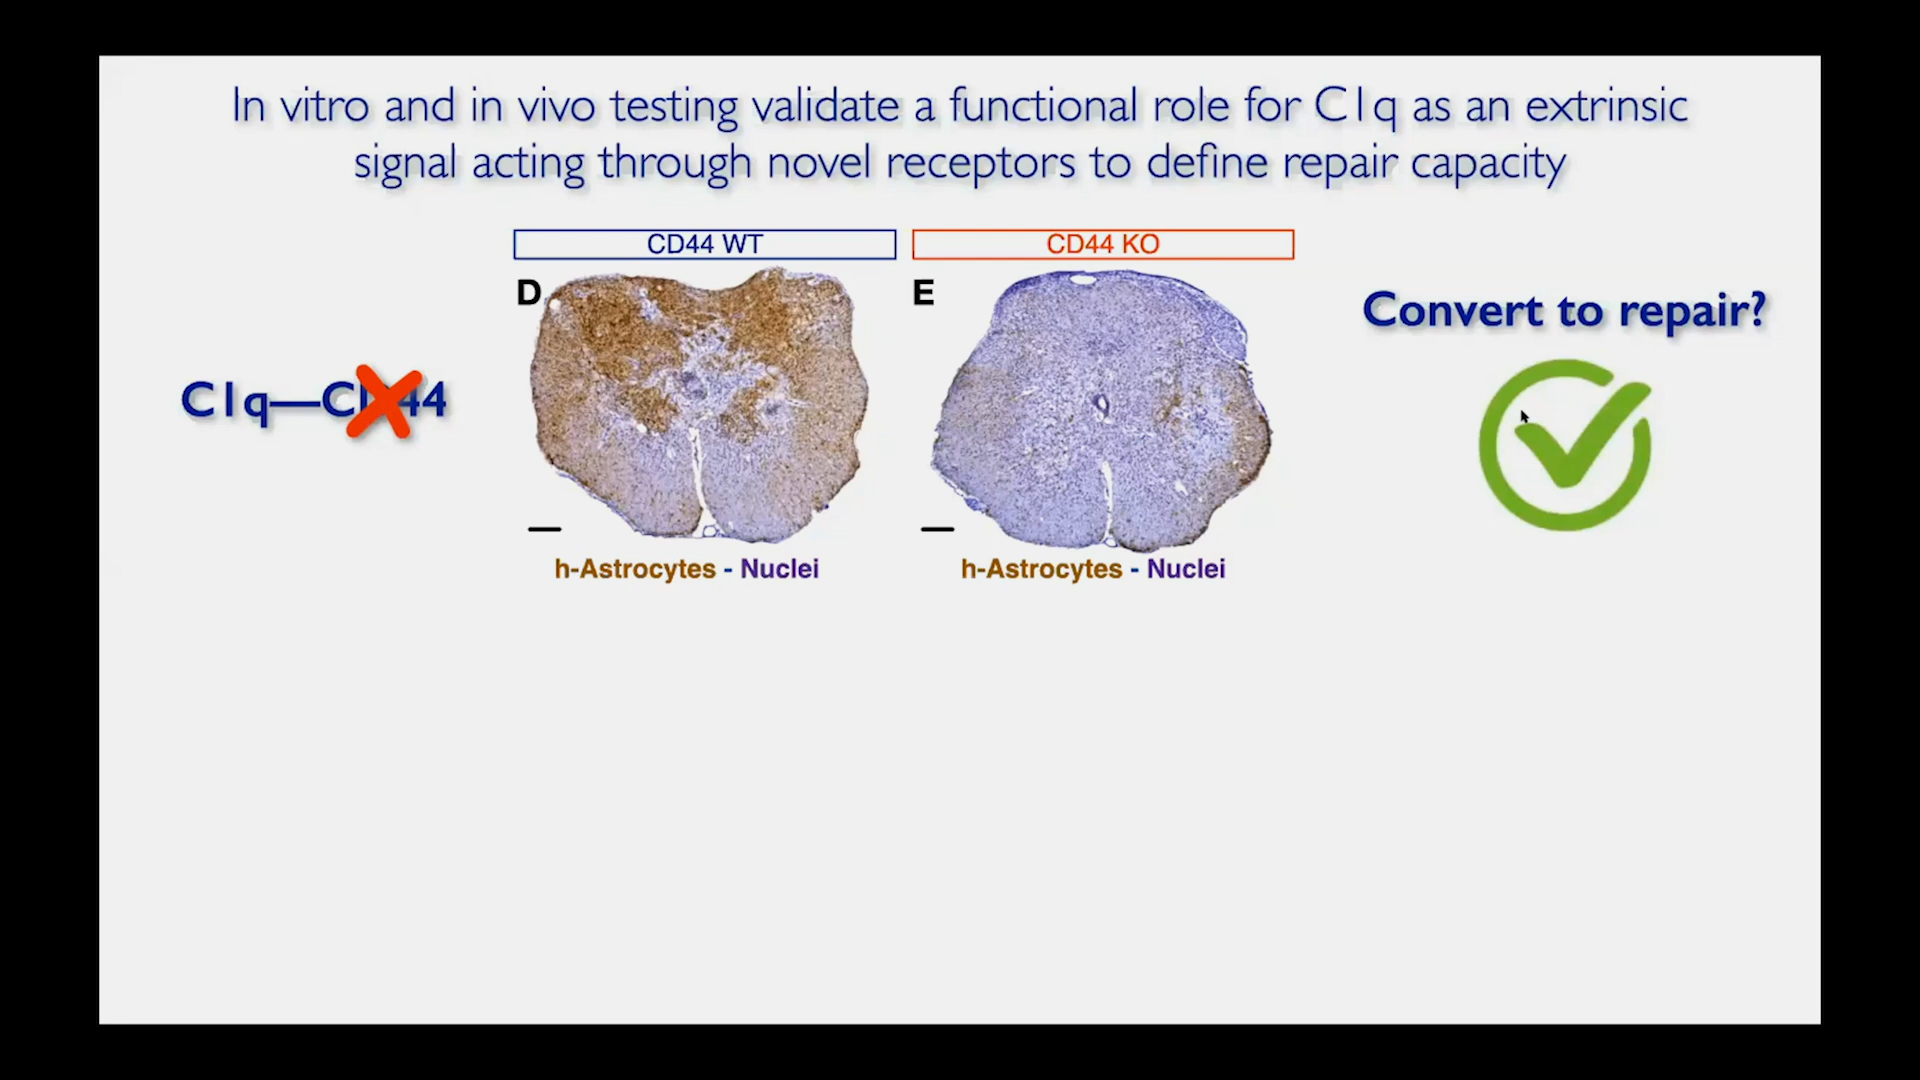 In vitro and in vivo testing validate a functional role for C1q as an extrinsic
signal acting through novel receptors to define repair capacity
CD44 WT
CD44 KO
D
E
Convert to repair?
C1q—CD44
h-Astrocytes - Nuclei
h-Astrocytes - Nuclei